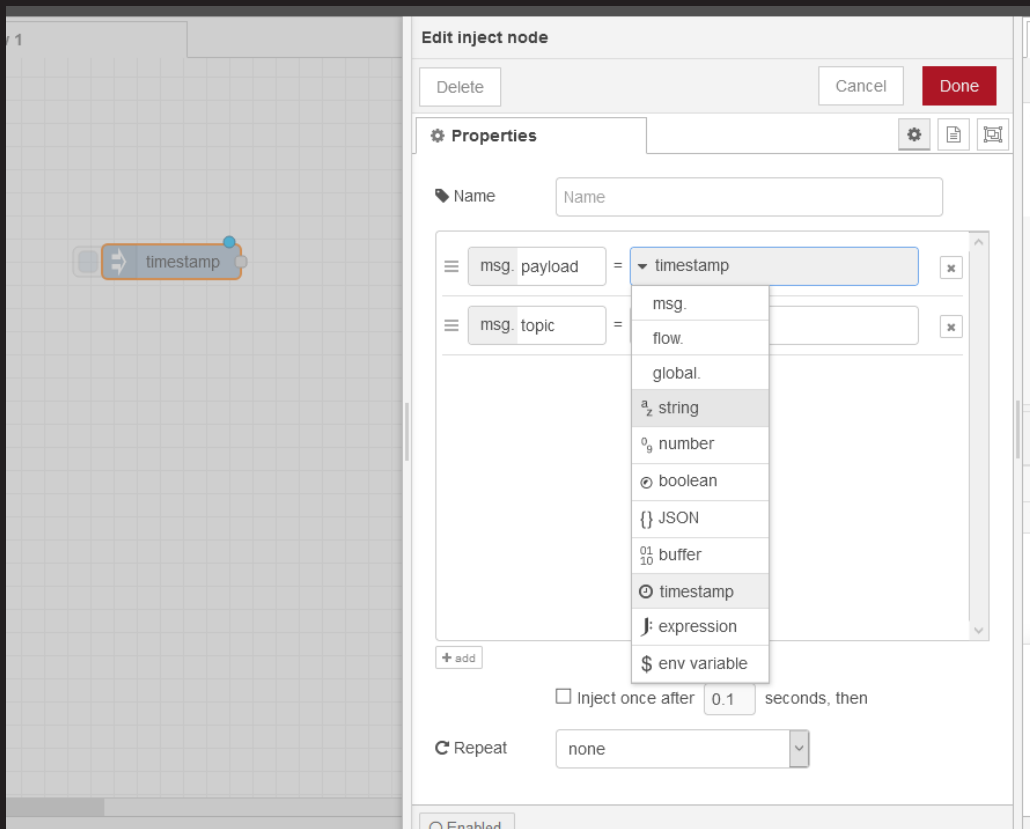 1
Edit inject node
Delete
Cancel
Done
Properties
Name
Name
msg. payload = timestamp
msg. topic =
msg.
flow.
global.
string
number
boolean
{} JSON
buffer
timestamp
expression
$ env variable
+ add
Inject once after 0.1 seconds, then
Repeat
none
timestamp
Enabled